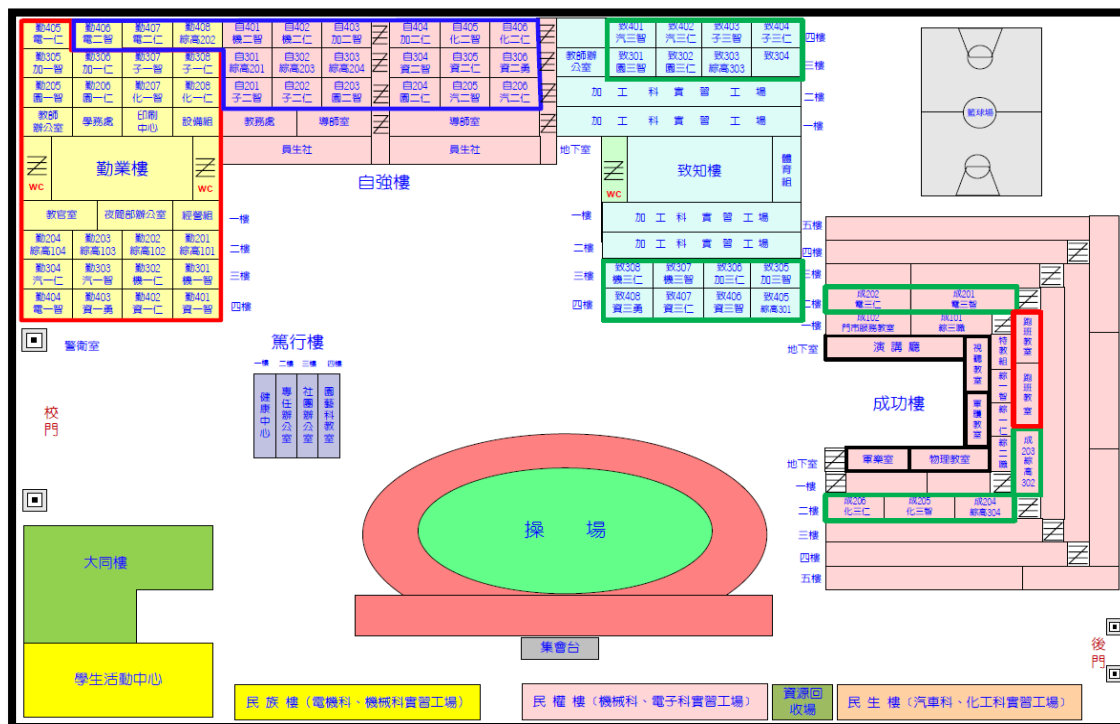 勤405 勤406 勤407 勤408 自401 自402 自403 自404 自405 自406 致401 致402 致403 致404
電一仁 電二智 電二仁 綜高202 機二智 機二仁 加二智 加二仁 化二智 化二仁 汽三智 汽三仁 子三智 子三仁 四樓
勤305 勤306 勤307 勤308 自301 自302 自303 自304 自305 自306 教師辦公室 致301 致302 致303 致304 三樓
加一智 加一仁 子一智 子一仁 綜高201 綜高203 綜高204 資二智 資二仁 資二勇 園三智 園三仁 綜高303
勤205 勤206 勤207 勤208 自201 自202 自203 自204 自205 自206
園一智 園一仁 化一智 化一仁 子二智 子二仁 園二智 園二仁 汽二智 汽二仁 加工科實習工場 二樓
教師辦公室 學務處 印刷中心 設備組 教務處 導師室 導師室 加工科實習工場 一樓
員生社 員生社 地下室
勤業樓 WC WC
自強樓
致知樓 WC 體育組
籃球場
教官室 夜間部辦公室 經營組 一樓
勤204 勤203 勤202 勤201
綜高104 綜高103 綜高102 綜高101 二樓
勤304 勤303 勤302 勤301
汽一仁 汽一智 機一仁 機一智 三樓
勤404 勤403 勤402 勤401
電一智 資一勇 資一仁 資一智 四樓
一樓 加工科實習工場
二樓 加工科實習工場
三樓 致308 致307 致306 致305
機三仁 機三智 加三仁 加三智
四樓 致408 致407 致406 致405
資三勇 資三仁 資三智 綜高301
五樓
四樓
三樓
二樓 成202 成201
電三仁 電三智
一樓 成102 成101
門市服務教室 綜三職
地下室 演講廳
視聽教室
軍護教室
特教組
綜一智
綜一仁
綜二職
跑班教室
跑班教室
成203綜高302
成功樓
地下室 軍樂室 物理教室
一樓
二樓 成206 成205 成204
化三仁 化三智 綜高304
三樓
四樓
五樓
警衛室
校門
篤行樓
一樓 二樓 三樓 四樓
健康中心
專任辦公室
社團辦公室
園藝科教室
操場
集會台
大同樓
學生活動中心
後門
民族樓(電機科、機械科實習工場)
民權樓(機械科、電子科實習工場)
資源回收場
民生樓(汽車科、化工科實習工場)